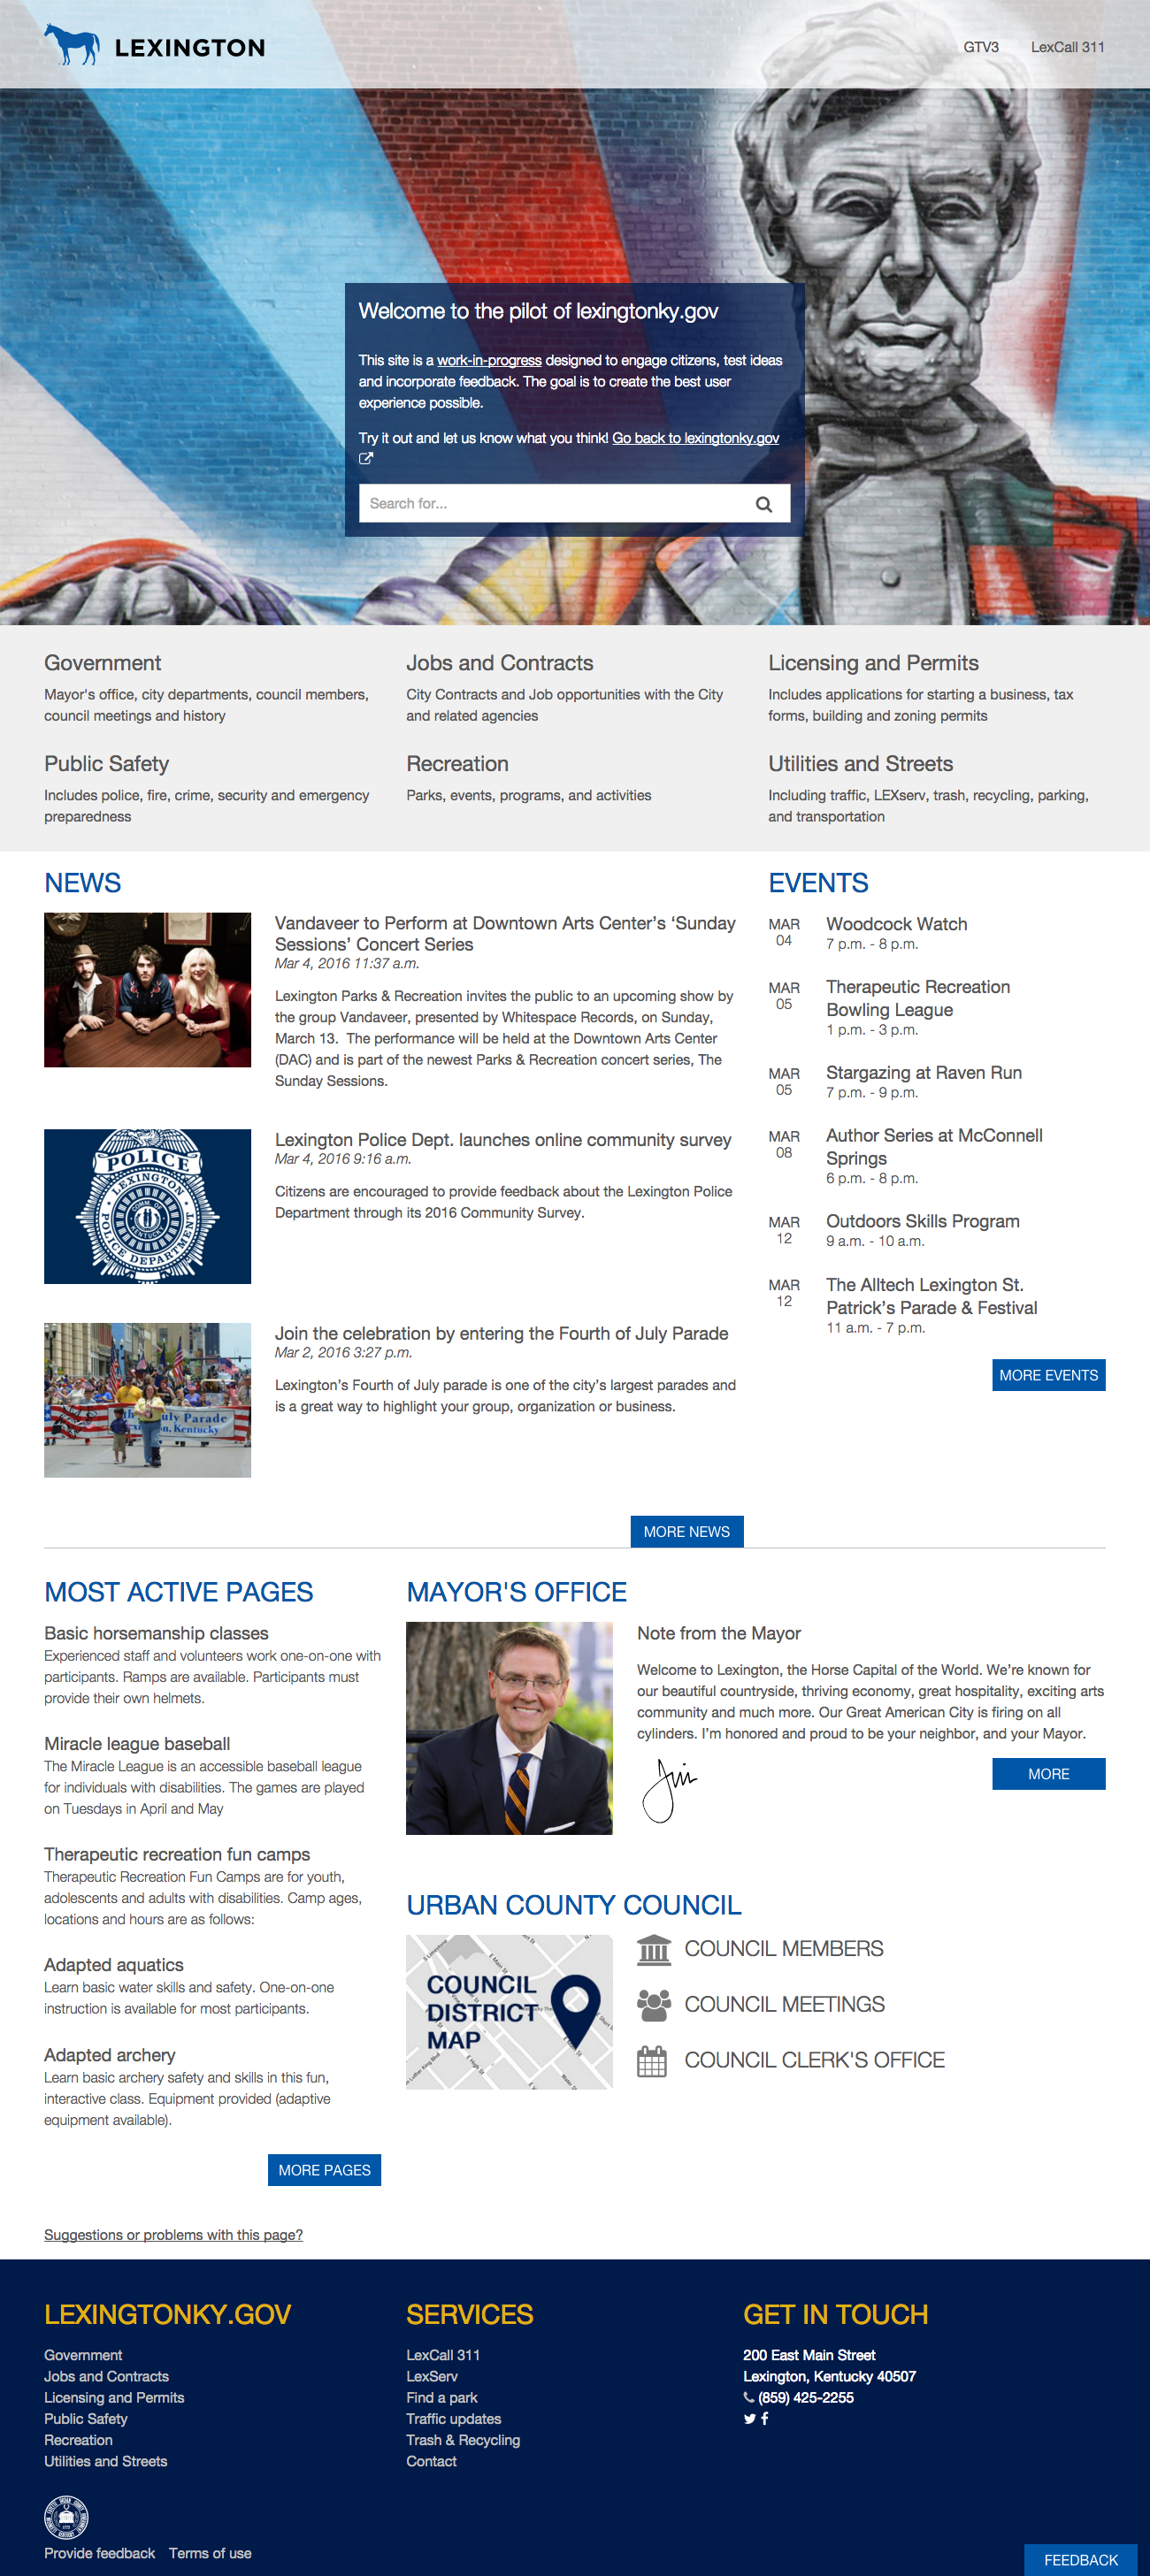 LEXINGTON
GTV3
LexCall 311
Welcome to the pilot of lexingtonky.gov
This site is a work-in-progress designed to engage citizens, test ideas
and incorporate feedback. The goal is to create the best user
experience possible.
Try it out and let us know what you think! Go back to lexingtonky.gov
Search for...
Government
Mayor's office, city departments, council members,
council meetings and history
Jobs and Contracts
City Contracts and Job opportunities with the City
and related agencies
Licensing and Permits
Includes applications for starting a business, tax
forms, building and zoning permits
Public Safety
Includes police, fire, crime, security and emergency
preparedness
Recreation
Parks, events, programs, and activities
Utilities and Streets
Including traffic, LEXserv, trash, recycling, parking,
and transportation
NEWS
Vandaveer to Perform at Downtown Arts Center’s ‘Sunday
Sessions’ Concert Series
Mar 4, 2016 11:37 a.m.
Lexington Parks & Recreation invites the public to an upcoming show by
the group Vandaveer, presented by Whitespace Records, on Sunday,
March 13. The performance will be held at the Downtown Arts Center
(DAC) and is part of the newest Parks & Recreation concert series, The
Sunday Sessions.
POLICE
LEXINGTON
POLICE DEPARTMENT
Lexington Police Dept. launches online community survey
Mar 4, 2016 9:16 a.m.
Citizens are encouraged to provide feedback about the Lexington Police
Department through its 2016 Community Survey.
July Parade
Kentucky
Join the celebration by entering the Fourth of July Parade
Mar 2, 2016 3:27 p.m.
Lexington’s Fourth of July parade is one of the city’s largest parades and
is a great way to highlight your group, organization or business.
MORE NEWS
EVENTS
MAR
04
Woodcock Watch
7 p.m. - 8 p.m.
MAR
05
Therapeutic Recreation
Bowling League
1 p.m. - 3 p.m.
MAR
05
Stargazing at Raven Run
7 p.m. - 9 p.m.
MAR
08
Author Series at McConnell
Springs
6 p.m. - 8 p.m.
MAR
12
Outdoors Skills Program
9 a.m. - 10 a.m.
MAR
12
The Alltech Lexington St.
Patrick’s Parade & Festival
11 a.m. - 7 p.m.
MORE EVENTS
MOST ACTIVE PAGES
Basic horsemanship classes
Experienced staff and volunteers work one-on-one with
participants. Ramps are available. Participants must
provide their own helmets.
Miracle league baseball
The Miracle League is an accessible baseball league
for individuals with disabilities. The games are played
on Tuesdays in April and May
Therapeutic recreation fun camps
Therapeutic Recreation Fun Camps are for youth,
adolescents and adults with disabilities. Camp ages,
locations and hours are as follows:
Adapted aquatics
Learn basic water skills and safety. One-on-one
instruction is available for most participants.
Adapted archery
Learn basic archery safety and skills in this fun,
interactive class. Equipment provided (adaptive
equipment available).
MORE PAGES
MAYOR'S OFFICE
Note from the Mayor
Welcome to Lexington, the Horse Capital of the World. We’re known for
our beautiful countryside, thriving economy, great hospitality, exciting arts
community and much more. Our Great American City is firing on all
cylinders. I’m honored and proud to be your neighbor, and your Mayor.
Jim
MORE
URBAN COUNTY COUNCIL
COUNCIL
DISTRICT
MAP
COUNCIL MEMBERS
COUNCIL MEETINGS
COUNCIL CLERK'S OFFICE
Suggestions or problems with this page?
LEXINGTONKY.GOV
Government
Jobs and Contracts
Licensing and Permits
Public Safety
Recreation
Utilities and Streets
SERVICES
LexCall 311
LexServ
Find a park
Traffic updates
Trash & Recycling
Contact
GET IN TOUCH
200 East Main Street
Lexington, Kentucky 40507
(859) 425-2255
Provide feedback
Terms of use
FEEDBACK